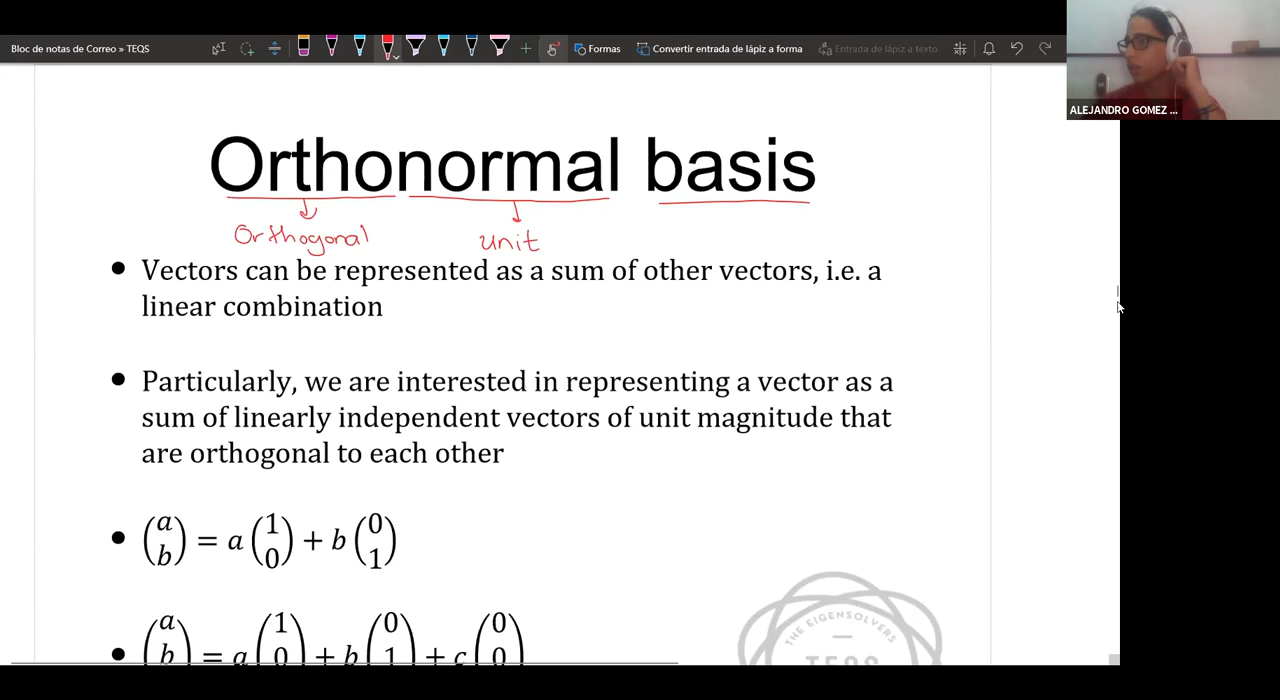 Bloc de notas de Correo » TEQS
Formas
Convertir entrada de lápiz a forma
Entrada de lápiz a texto
ALEJANDRO GOMEZ ...
Orthonormal basis
Orthogonal
unit
• Vectors can be represented as a sum of other vectors, i.e. a
linear combination
• Particularly, we are interested in representing a vector as a
sum of linearly independent vectors of unit magnitude that
are orthogonal to each other
• (a b) = a (1 0) + b (0 1)
• (a b = a (1 0 + b (0 1 + c (0 0
THE EIGENSOLVERS
TEQS